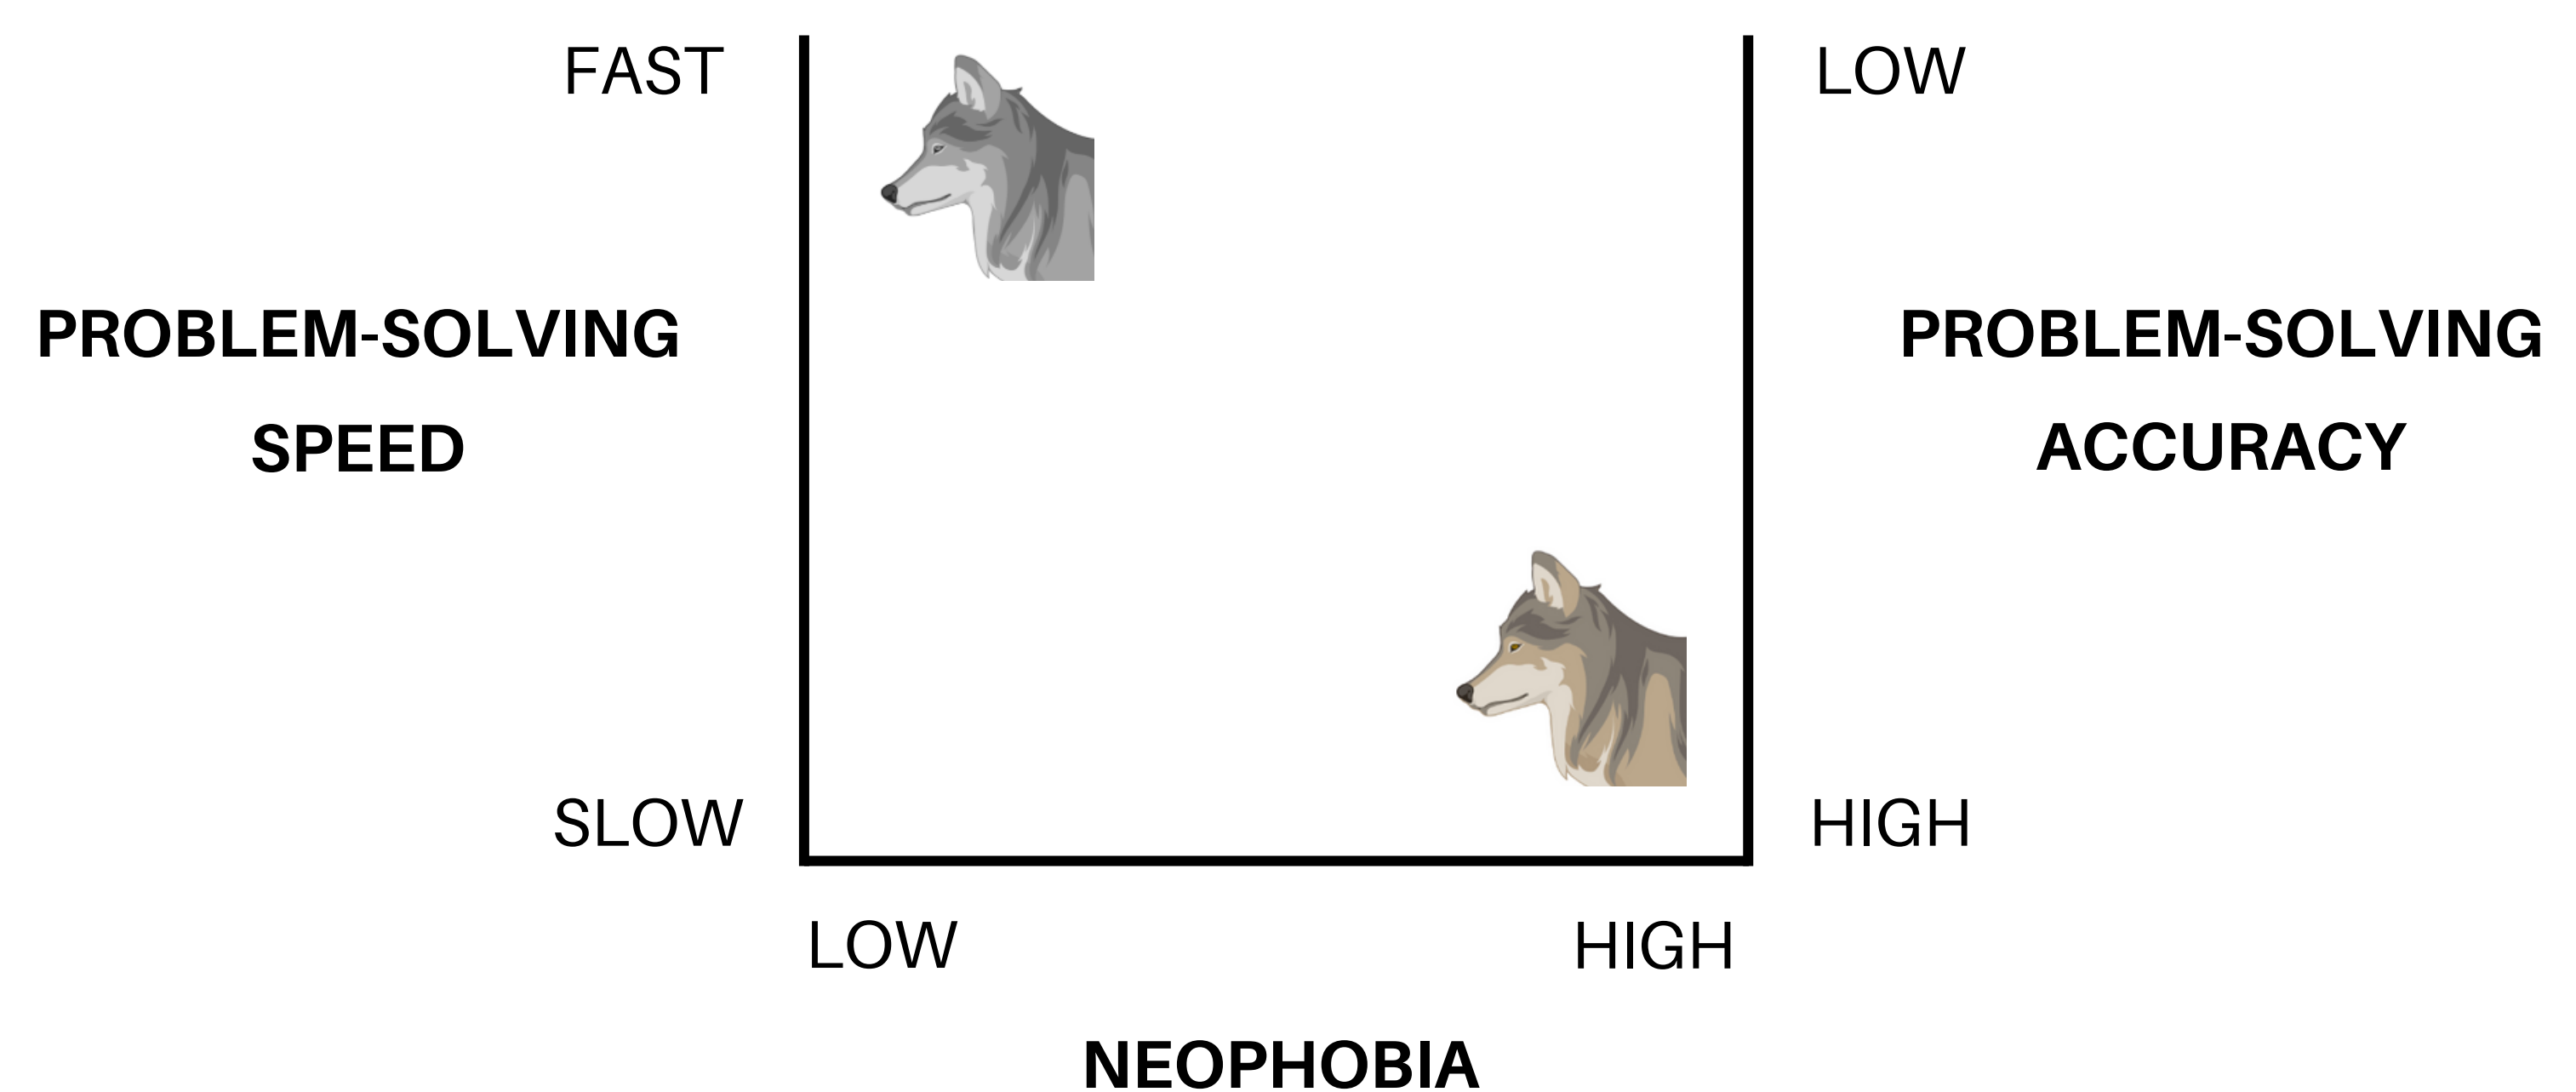 FAST
LOW
PROBLEM-SOLVING
SPEED
PROBLEM-SOLVING
ACCURACY
SLOW
HIGH
LOW
HIGH
NEOPHOBIA